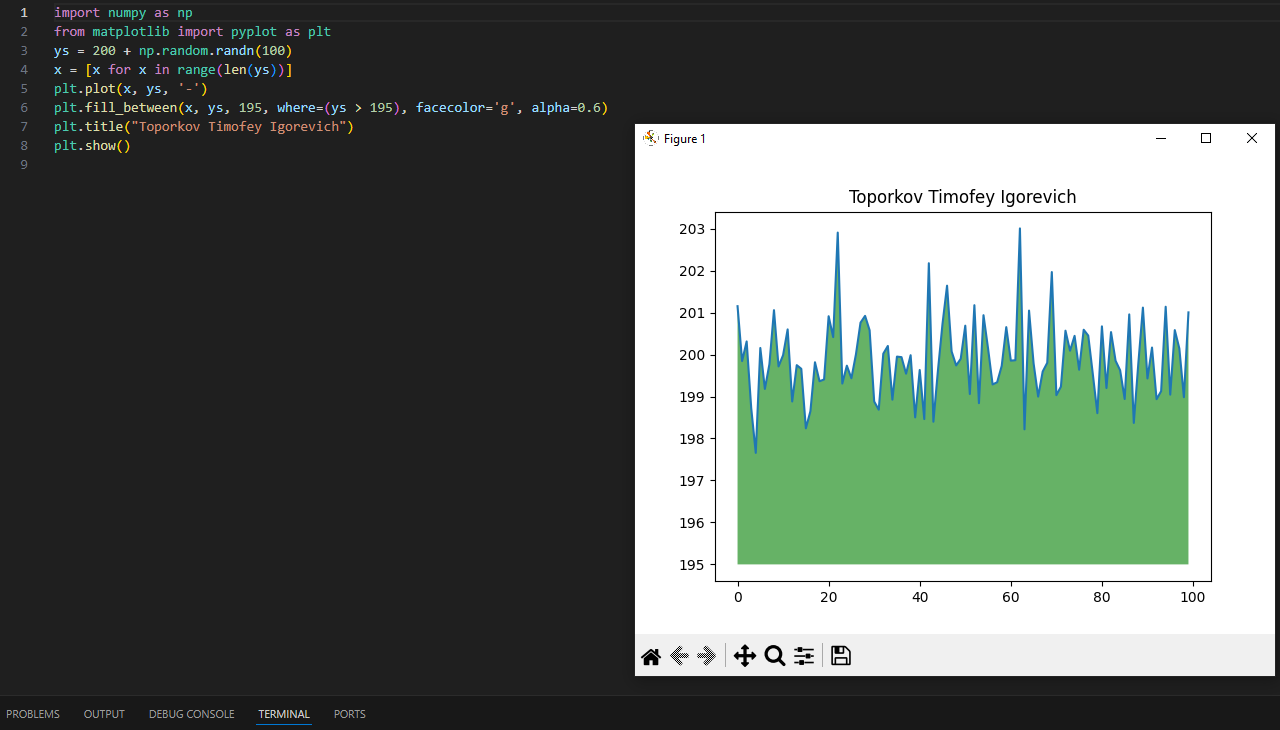 1 import numpy as np
2 from matplotlib import pyplot as plt
3 ys = 200 + np.random.randn(100)
4 x = [x for x in range(len(ys))]
5 plt.plot(x, ys, '-')
6 plt.fill_between(x, ys, 195, where=(ys > 195), facecolor='g', alpha=0.6)
7 plt.title("Toporkov Timofey Igorevich")
8 plt.show()
9
Figure 1
Toporkov Timofey Igorevich
203
202
201
200
199
198
197
196
195
0 20 40 60 80 100
PROBLEMS OUTPUT DEBUG CONSOLE TERMINAL PORTS